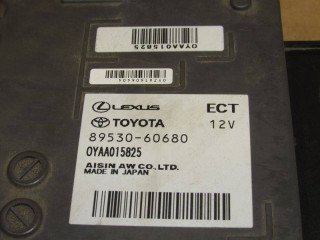 OYAA015825
LEXUS ECT
TOYOTA 12V
89530-60680
OYAA015825
AISIN AW CO.LTD.
MADE IN JAPAN